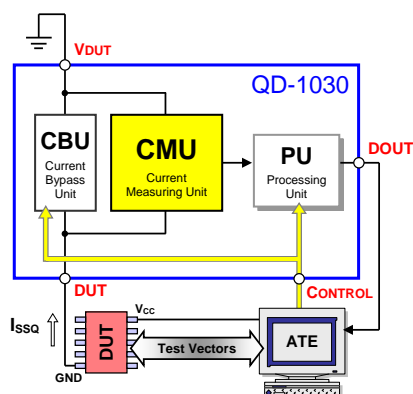 VDUT
QD-1030
CBU
Current
Bypass
Unit
CMU
Current
Measuring Unit
PU
Processing
Unit
DOUT
DUT
CONTROL
ISSQ
VCC
DUT
GND
Test Vectors
ATE